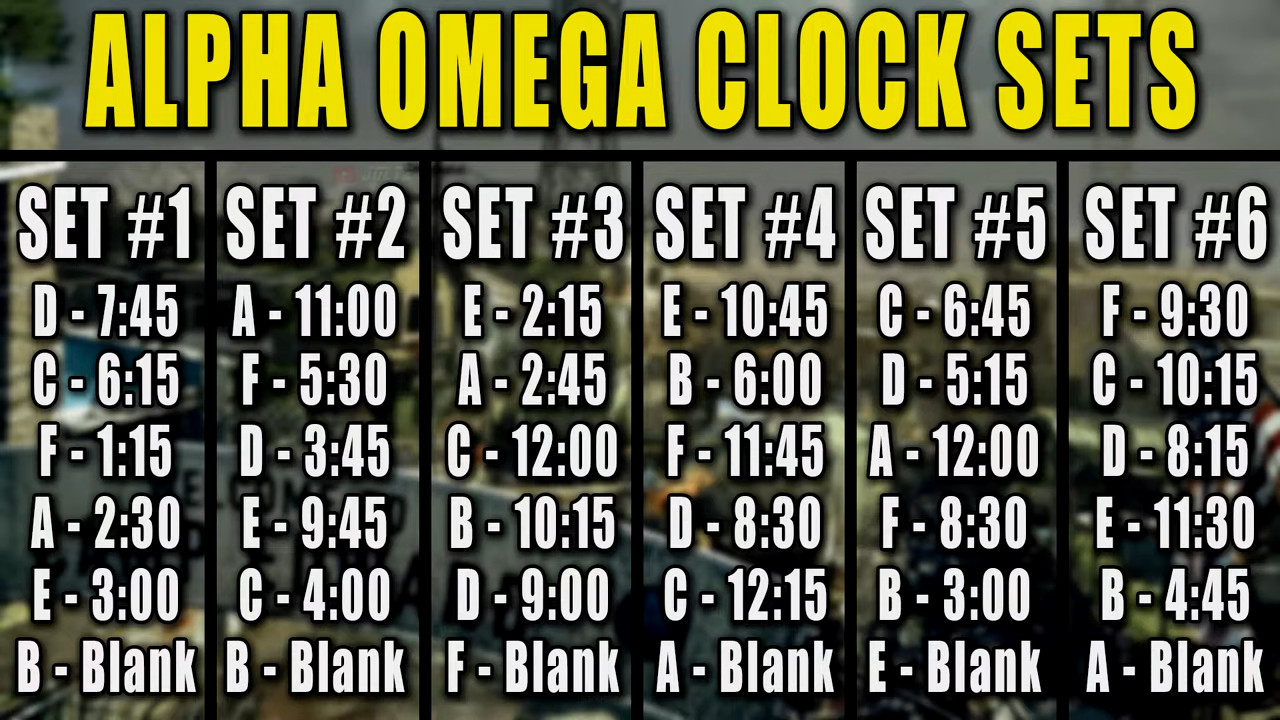 ALPHA OMEGA CLOCK SETS
SET #1
D - 7:45
C - 6:15
F - 1:15
A - 2:30
E - 3:00
B - Blank
SET #2
A - 11:00
F - 5:30
D - 3:45
E - 9:45
C - 4:00
B - Blank
SET #3
E - 2:15
A - 2:45
C - 12:00
B - 10:15
D - 9:00
F - Blank
SET #4
E - 10:45
B - 6:00
F - 11:45
D - 8:30
C - 12:15
A - Blank
SET #5
C - 6:45
D - 5:15
A - 12:00
F - 8:30
B - 3:00
E - Blank
SET #6
F - 9:30
C - 10:15
D - 8:15
E - 11:30
B - 4:45
A - Blank